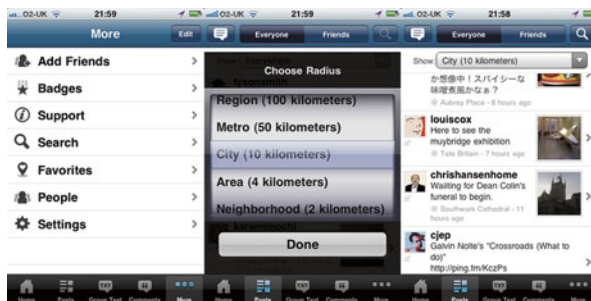 O2-UK 21:59
More
Edit
Add Friends
Badges
Support
Search
Favorites
People
Settings
Home Posts Group Text Comments More
O2-UK 21:59
Everyone Friends
Choose Radius
Region (100 kilometers)
Metro (50 kilometers)
City (10 kilometers)
Area (4 kilometers)
Neighborhood (2 kilometers)
Done
Home Posts Group Text Comments More
O2-UK 21:58
Everyone Friends
Show: City (10 kilometers)
か想像中！スパイシーな
味噌煮風かなぁ？
Aubrey Place - 6 hours ago
louiscox
Here to see the
muybridge exhibition
Tate Britain - 7 hours ago
chrishansenhome
Waiting for Dean Colin's
funeral to begin.
Southwark Cathedral - 11
hours ago
cjep
Galvin Nolte's "Crossroads (What to
do)"
http://ping.fm/KczPs
Home Posts Group Text Comments More